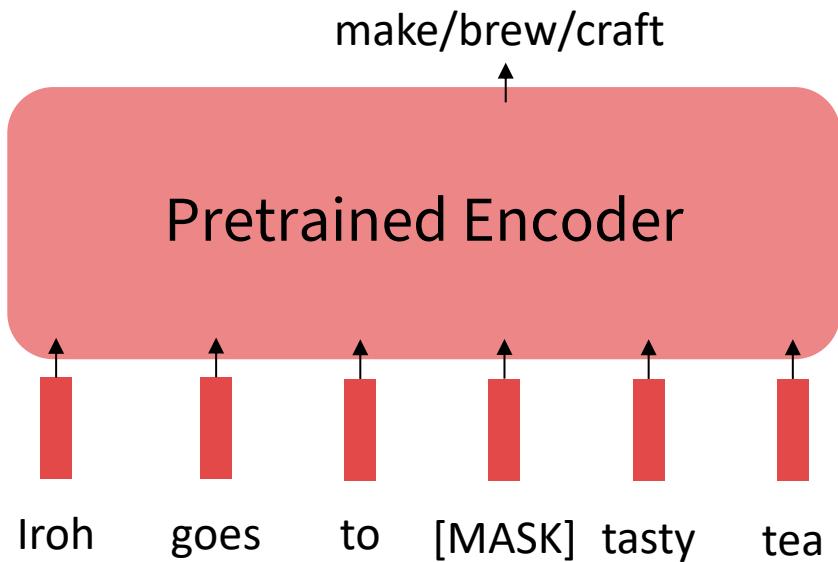 make/brew/craft
Pretrained Encoder
Iroh goes to [MASK] tasty tea